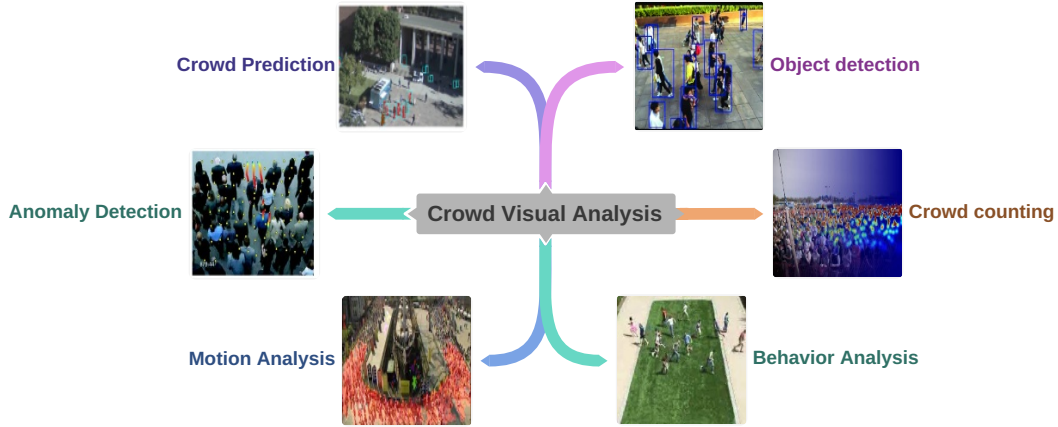 Crowd Prediction
Object detection
Anomaly Detection
Crowd Visual Analysis
Crowd counting
Motion Analysis
Behavior Analysis